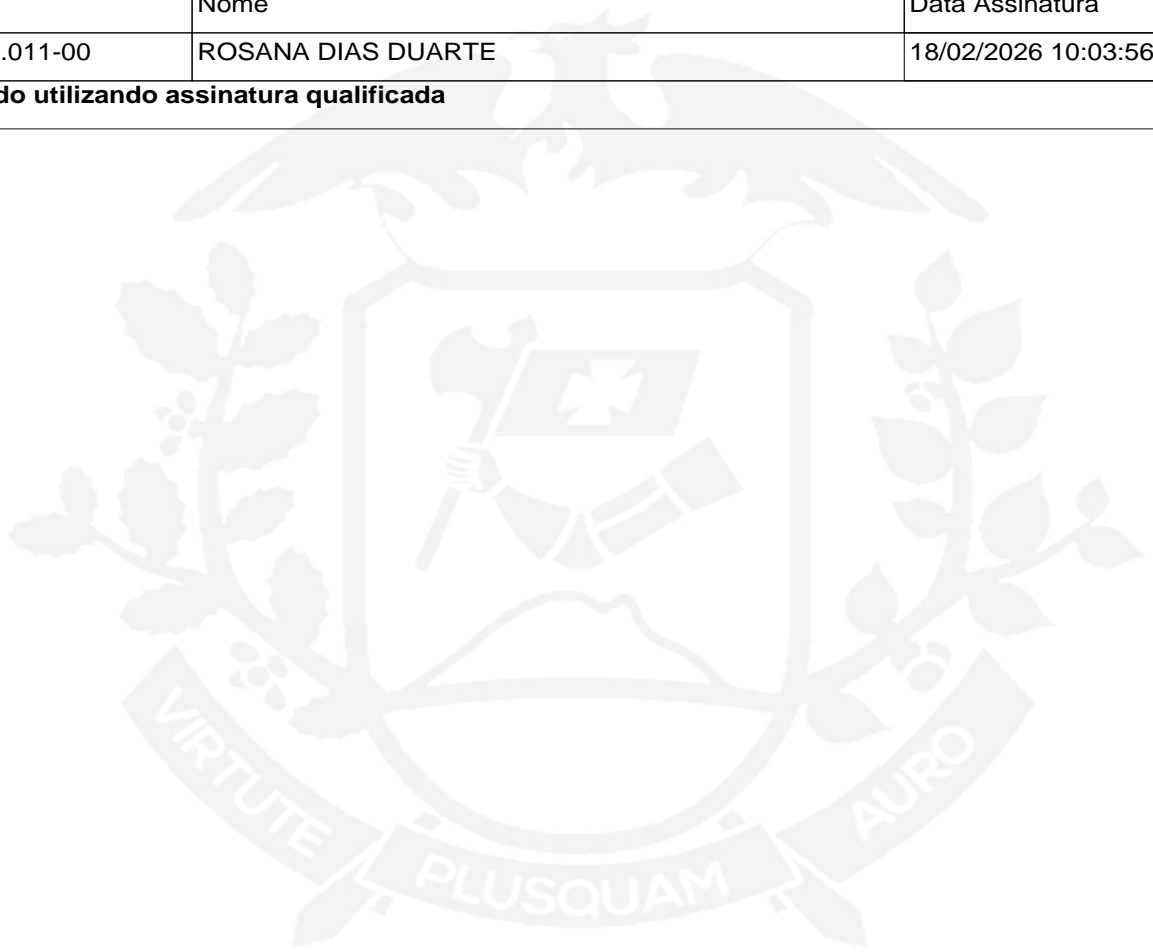 Nome Data Assinatura
.011-00 ROSANA DIAS DUARTE 18/02/2026 10:03:56
do utilizando assinatura qualificada
VIRTUTE PLUSQUAM AURO